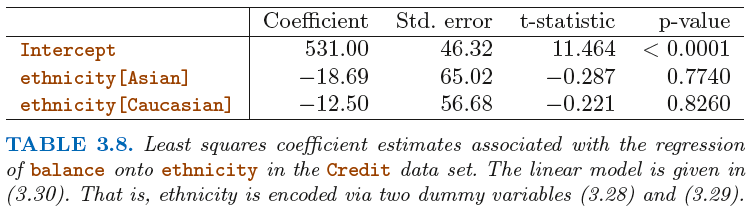 Coefficient Std. error t-statistic p-value
Intercept 531.00 46.32 11.464 < 0.0001
ethnicity[Asian] −18.69 65.02 −0.287 0.7740
ethnicity[Caucasian] −12.50 56.68 −0.221 0.8260
TABLE 3.8. Least squares coefficient estimates associated with the regression
of balance onto ethnicity in the Credit data set. The linear model is given in
(3.30). That is, ethnicity is encoded via two dummy variables (3.28) and (3.29).